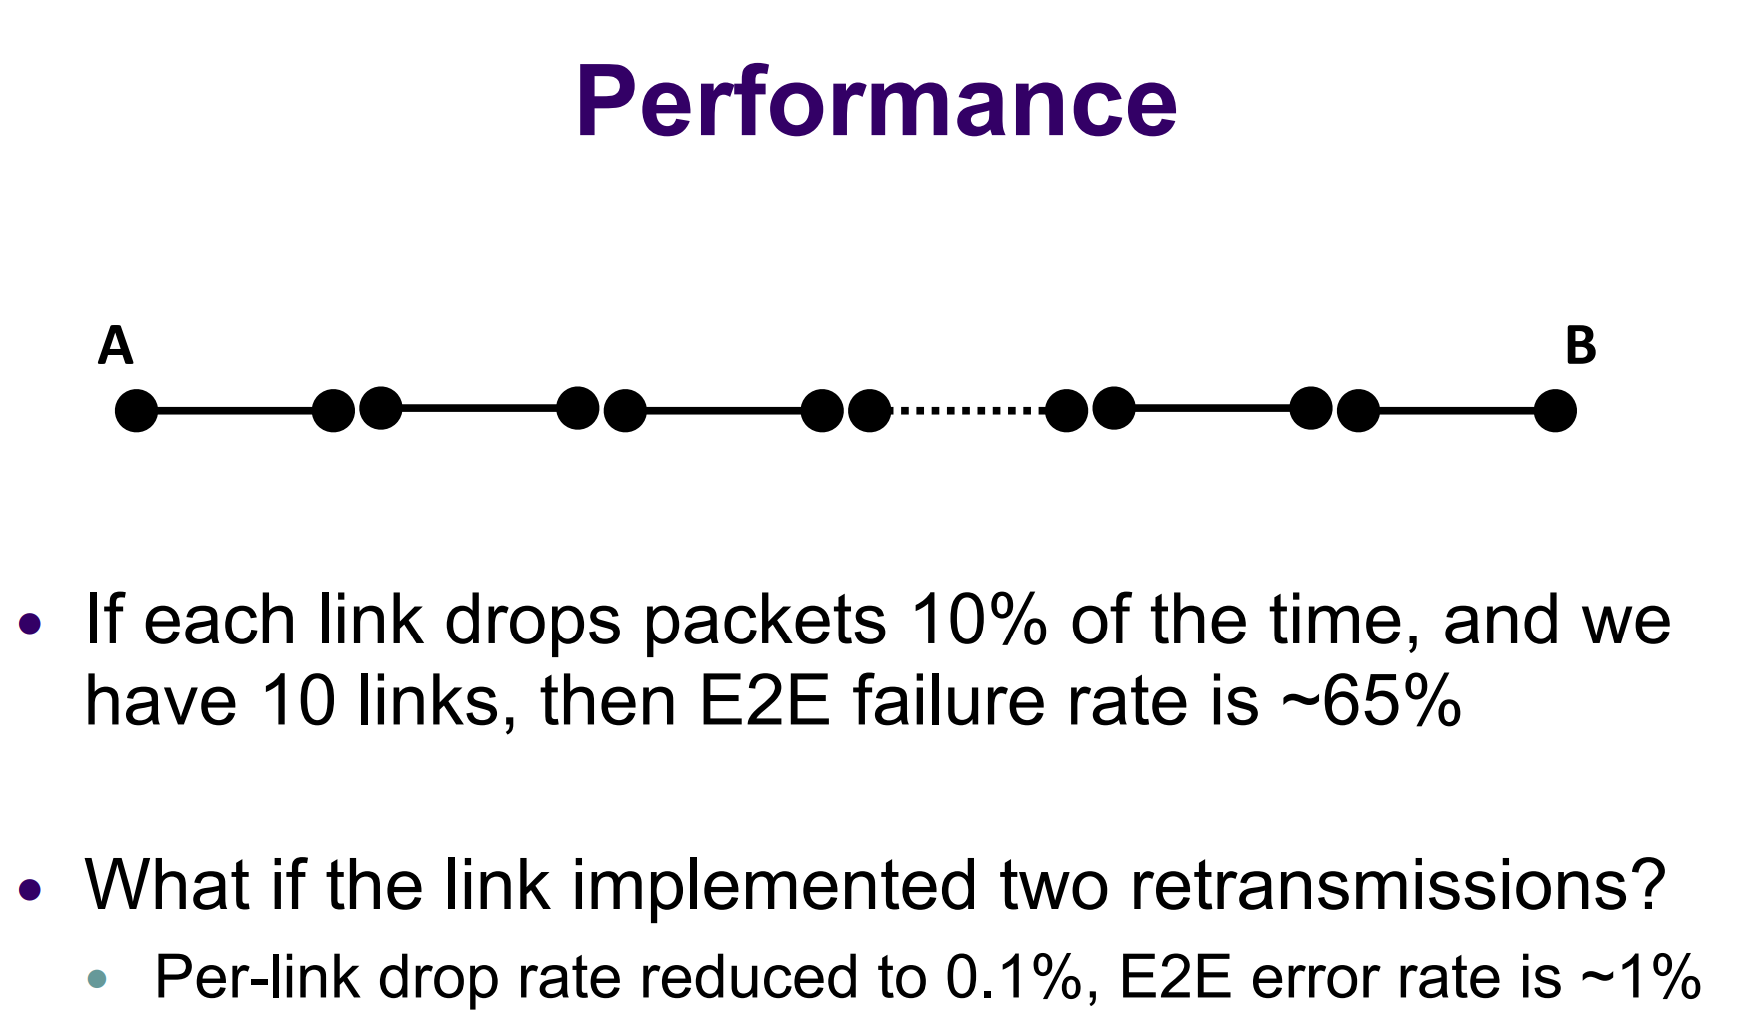 Performance
A
B
• If each link drops packets 10% of the time, and we
have 10 links, then E2E failure rate is ~65%
• What if the link implemented two retransmissions?
• Per-link drop rate reduced to 0.1%, E2E error rate is ~1%